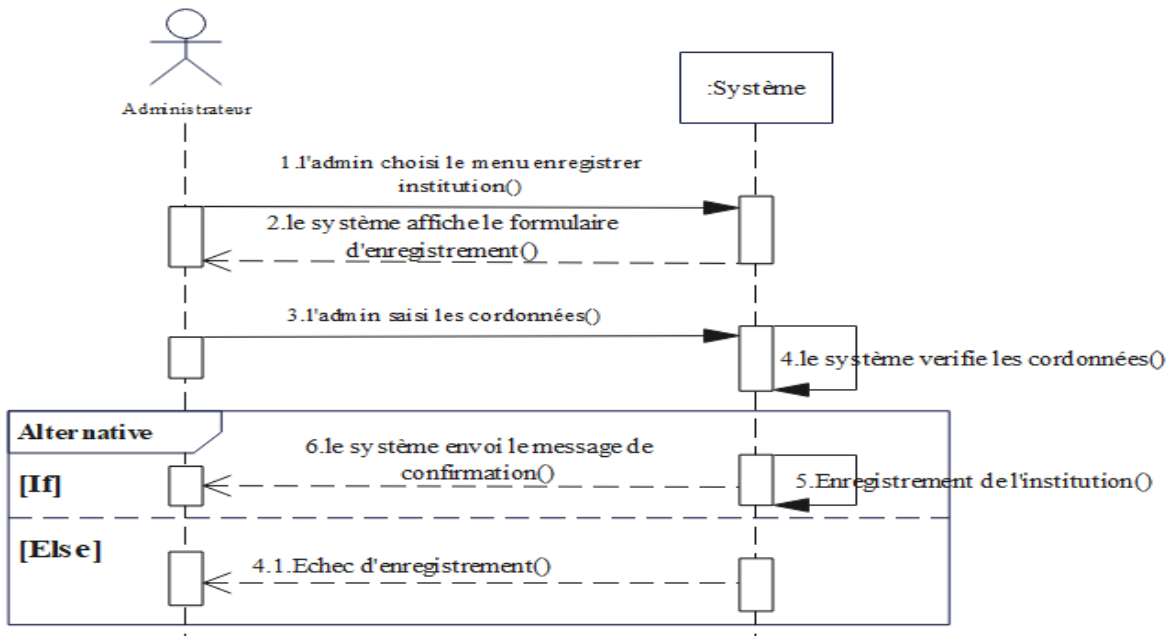 :Système
Administrateur
1.l'admin choisi le menu enregistrer
institution()
2.le système affiche le formulaire
d'enregistrement()
3.l'admin saisi les cordonnées()
4.le système verifie les cordonnées()
Alternative
6.le système envoi le message de
confirmation()
[If]
5.Enregistrement de l'institution()
[Else]
4.1.Echec d'enregistrement()